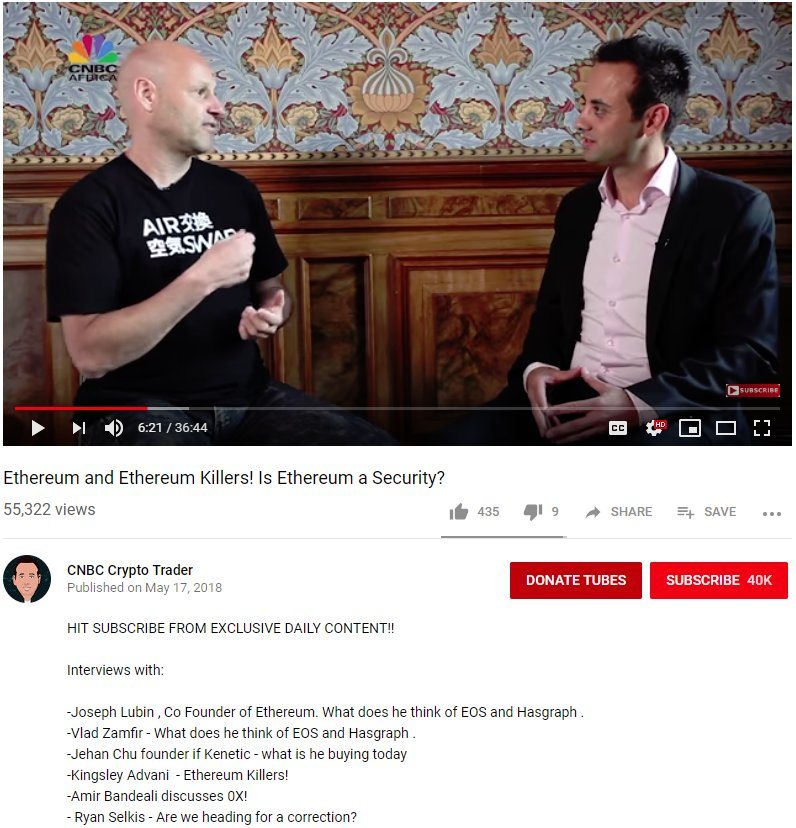 CNBC
AFRICA
AIR交換
空気SWAP
SUBSCRIBE
6:21 / 36:44
CC
HD
Ethereum and Ethereum Killers! Is Ethereum a Security?
55,322 views
435
9
SHARE
SAVE
CNBC Crypto Trader
Published on May 17, 2018
DONATE TUBES
SUBSCRIBE 40K
HIT SUBSCRIBE FROM EXCLUSIVE DAILY CONTENT!!
Interviews with:
-Joseph Lubin , Co Founder of Ethereum. What does he think of EOS and Hasgraph .
-Vlad Zamfir - What does he think of EOS and Hasgraph .
-Jehan Chu founder if Kenetic - what is he buying today
-Kingsley Advani - Ethereum Killers!
-Amir Bandeali discusses 0X!
- Ryan Selkis - Are we heading for a correction?